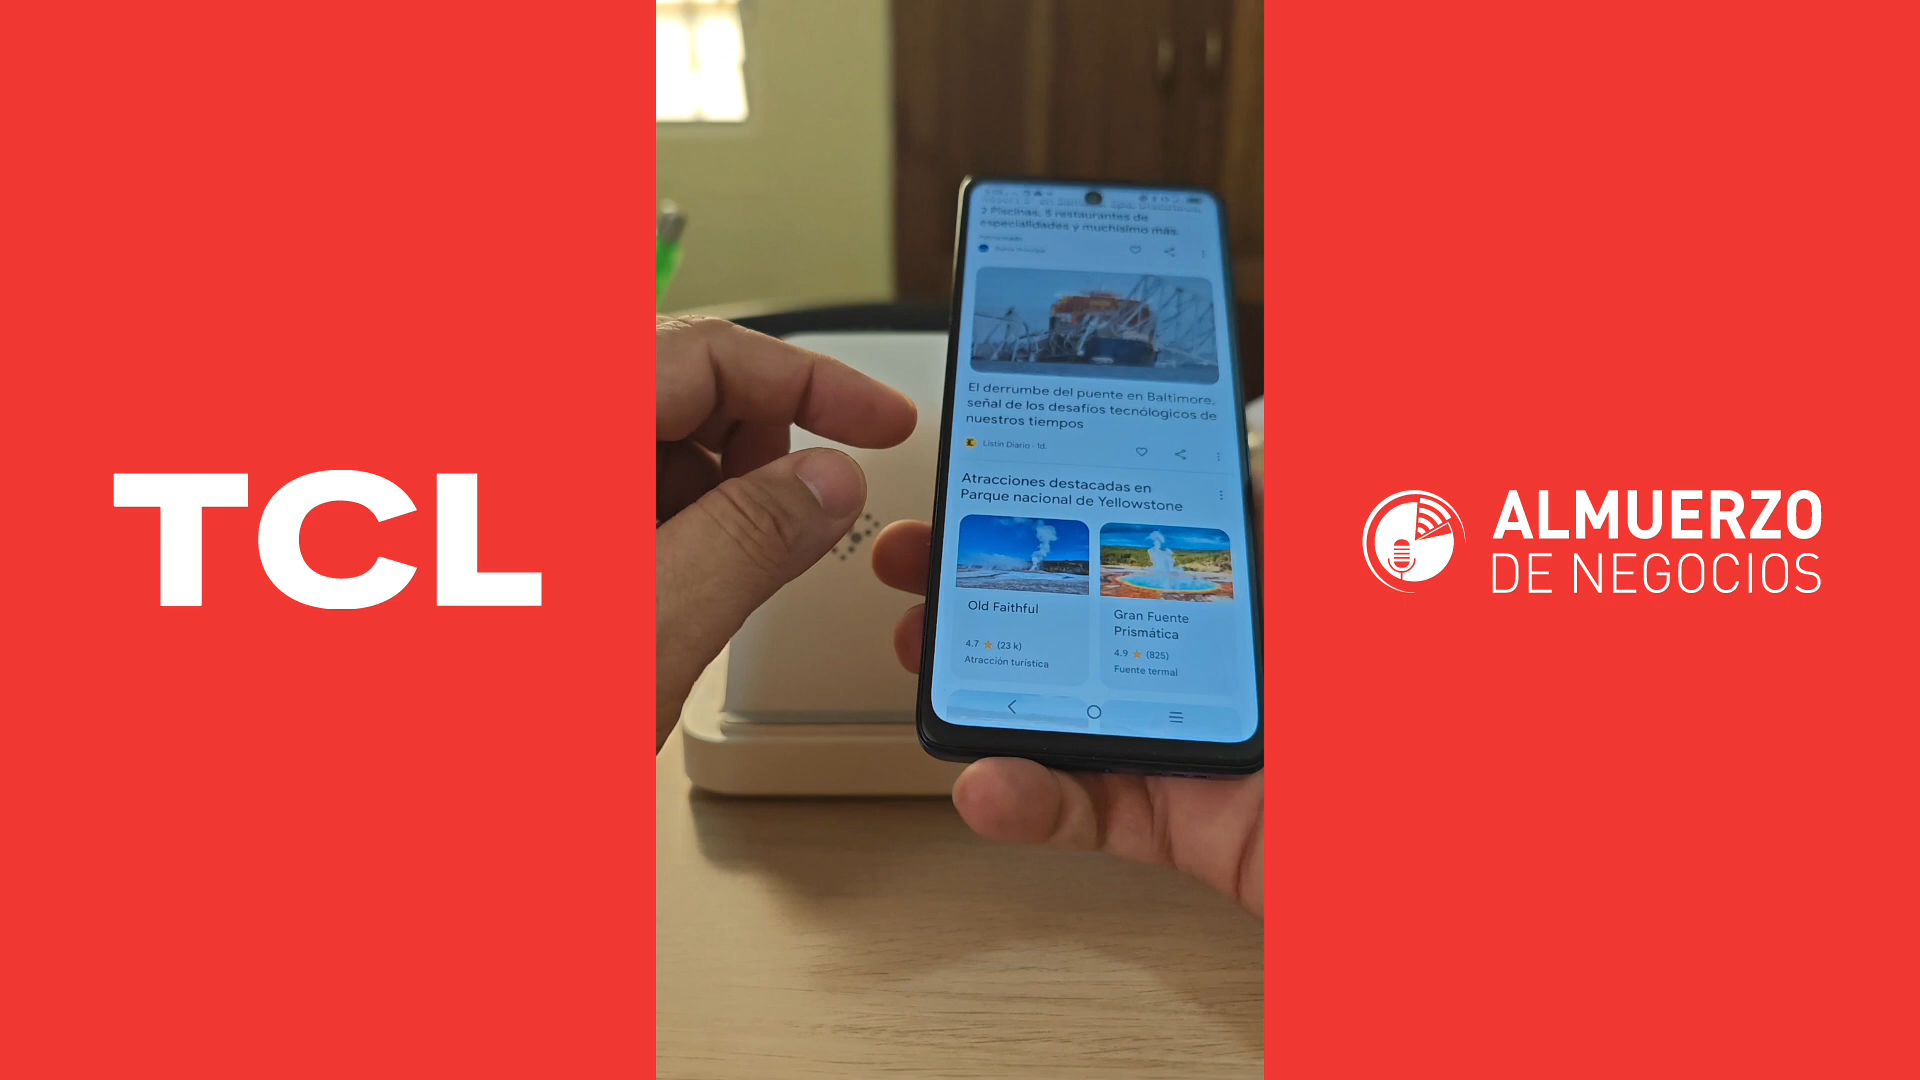 TCL
2 Piscinas, 3 restaurantes de
especialidades y muchísimo más.
El derrumbe del puente en Baltimore,
señal de los desafíos tecnólogicos de
nuestros tiempos
Listín Diario · 1d.
Atracciones destacadas en
Parque nacional de Yellowstone
Old Faithful
4.7 ★ (23 k)
Atracción turística
Gran Fuente
Prismática
4.9 ★ (825)
Fuente termal
ALMUERZO
DE NEGOCIOS